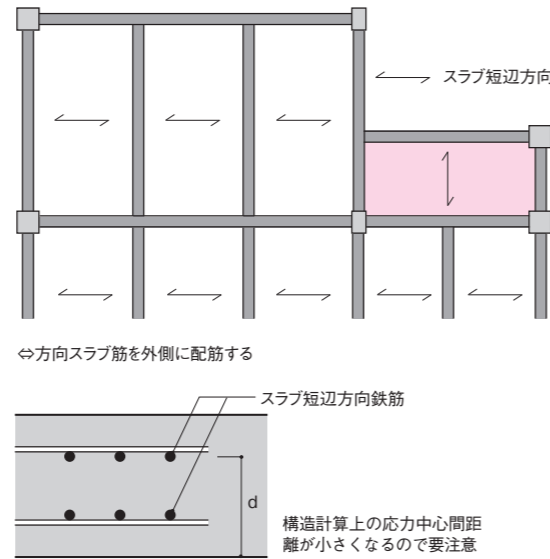 スラブ短辺方向
⇔方向スラブ筋を外側に配筋する
スラブ短辺方向鉄筋
d
構造計算上の応力中心間距
離が小さくなるので要注意